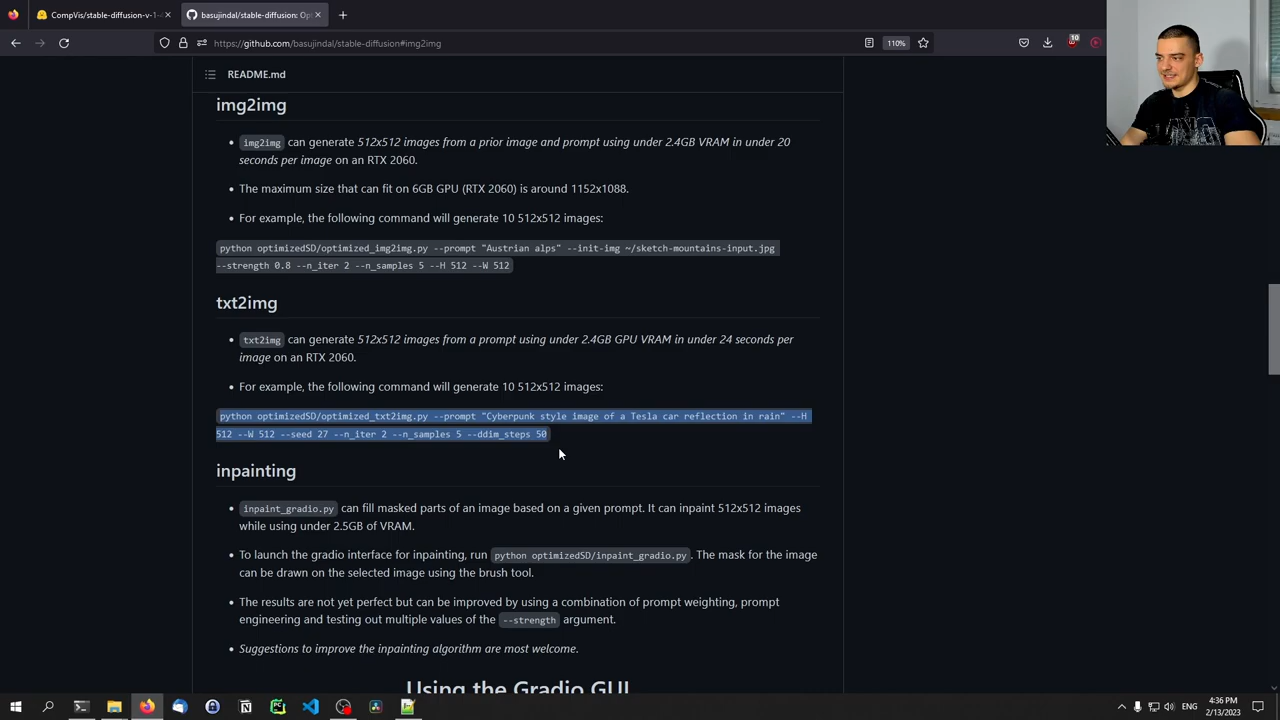 CompVis/stable-diffusion-v-1-4
basujindal/stable-diffusion: Op
https://github.com/basujindal/stable-diffusion#img2img
110%
10
README.md
img2img
img2img can generate 512x512 images from a prior image and prompt using under 2.4GB VRAM in under 20
seconds per image on an RTX 2060.
The maximum size that can fit on 6GB GPU (RTX 2060) is around 1152x1088.
For example, the following command will generate 10 512x512 images:
python optimizedSD/optimized_img2img.py --prompt "Austrian alps" --init-img ~/sketch-mountains-input.jpg
--strength 0.8 --n_iter 2 --n_samples 5 --H 512 --W 512
txt2img
txt2img can generate 512x512 images from a prompt using under 2.4GB GPU VRAM in under 24 seconds per
image on an RTX 2060.
For example, the following command will generate 10 512x512 images:
python optimizedSD/optimized_txt2img.py --prompt "Cyberpunk style image of a Tesla car reflection in rain" --H
512 --W 512 --seed 27 --n_iter 2 --n_samples 5 --ddim_steps 50
inpainting
inpaint_gradio.py can fill masked parts of an image based on a given prompt. It can inpaint 512x512 images
while using under 2.5GB of VRAM.
To launch the gradio interface for inpainting, run python optimizedSD/inpaint_gradio.py. The mask for the image
can be drawn on the selected image using the brush tool.
The results are not yet perfect but can be improved by using a combination of prompt weighting, prompt
engineering and testing out multiple values of the --strength argument.
Suggestions to improve the inpainting algorithm are most welcome.
Using the Gradio GUI
ENG
4:36 PM
2/13/2023